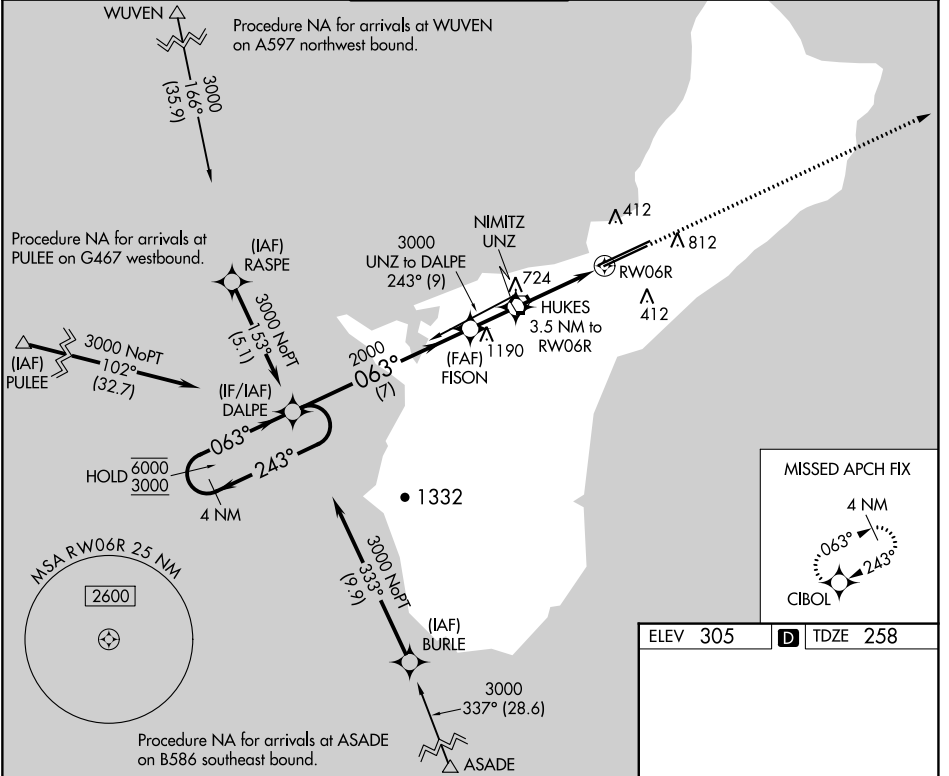 WUVEN
Procedure NA for arrivals at WUVEN
on A597 northwest bound.
3000
166°
(35.9)
Procedure NA for arrivals at
PULEE on G467 westbound.
(IAF)
RASPE
3000 NoPT
153°
(5.1)
NIMITZ
UNZ
3000
UNZ to DALPE
243° (9)
412
812
724
RW06R
412
HUKES
3.5 NM to
RW06R
1190
(FAF)
FISON
2000
063°
(7)
(IAF)
PULEE
3000 NoPT
102°
(32.7)
(IF/IAF)
DALPE
063°
243°
HOLD 6000
3000
4 NM
1332
MISSED APCH FIX
4 NM
063°
243°
CIBOL
MSA RW06R 25 NM
2600
3000 NoPT
333°
(9.9)
(IAF)
BURLE
3000
337° (28.6)
ASADE
Procedure NA for arrivals at ASADE
on B586 southeast bound.
ELEV 305 D TDZE 258